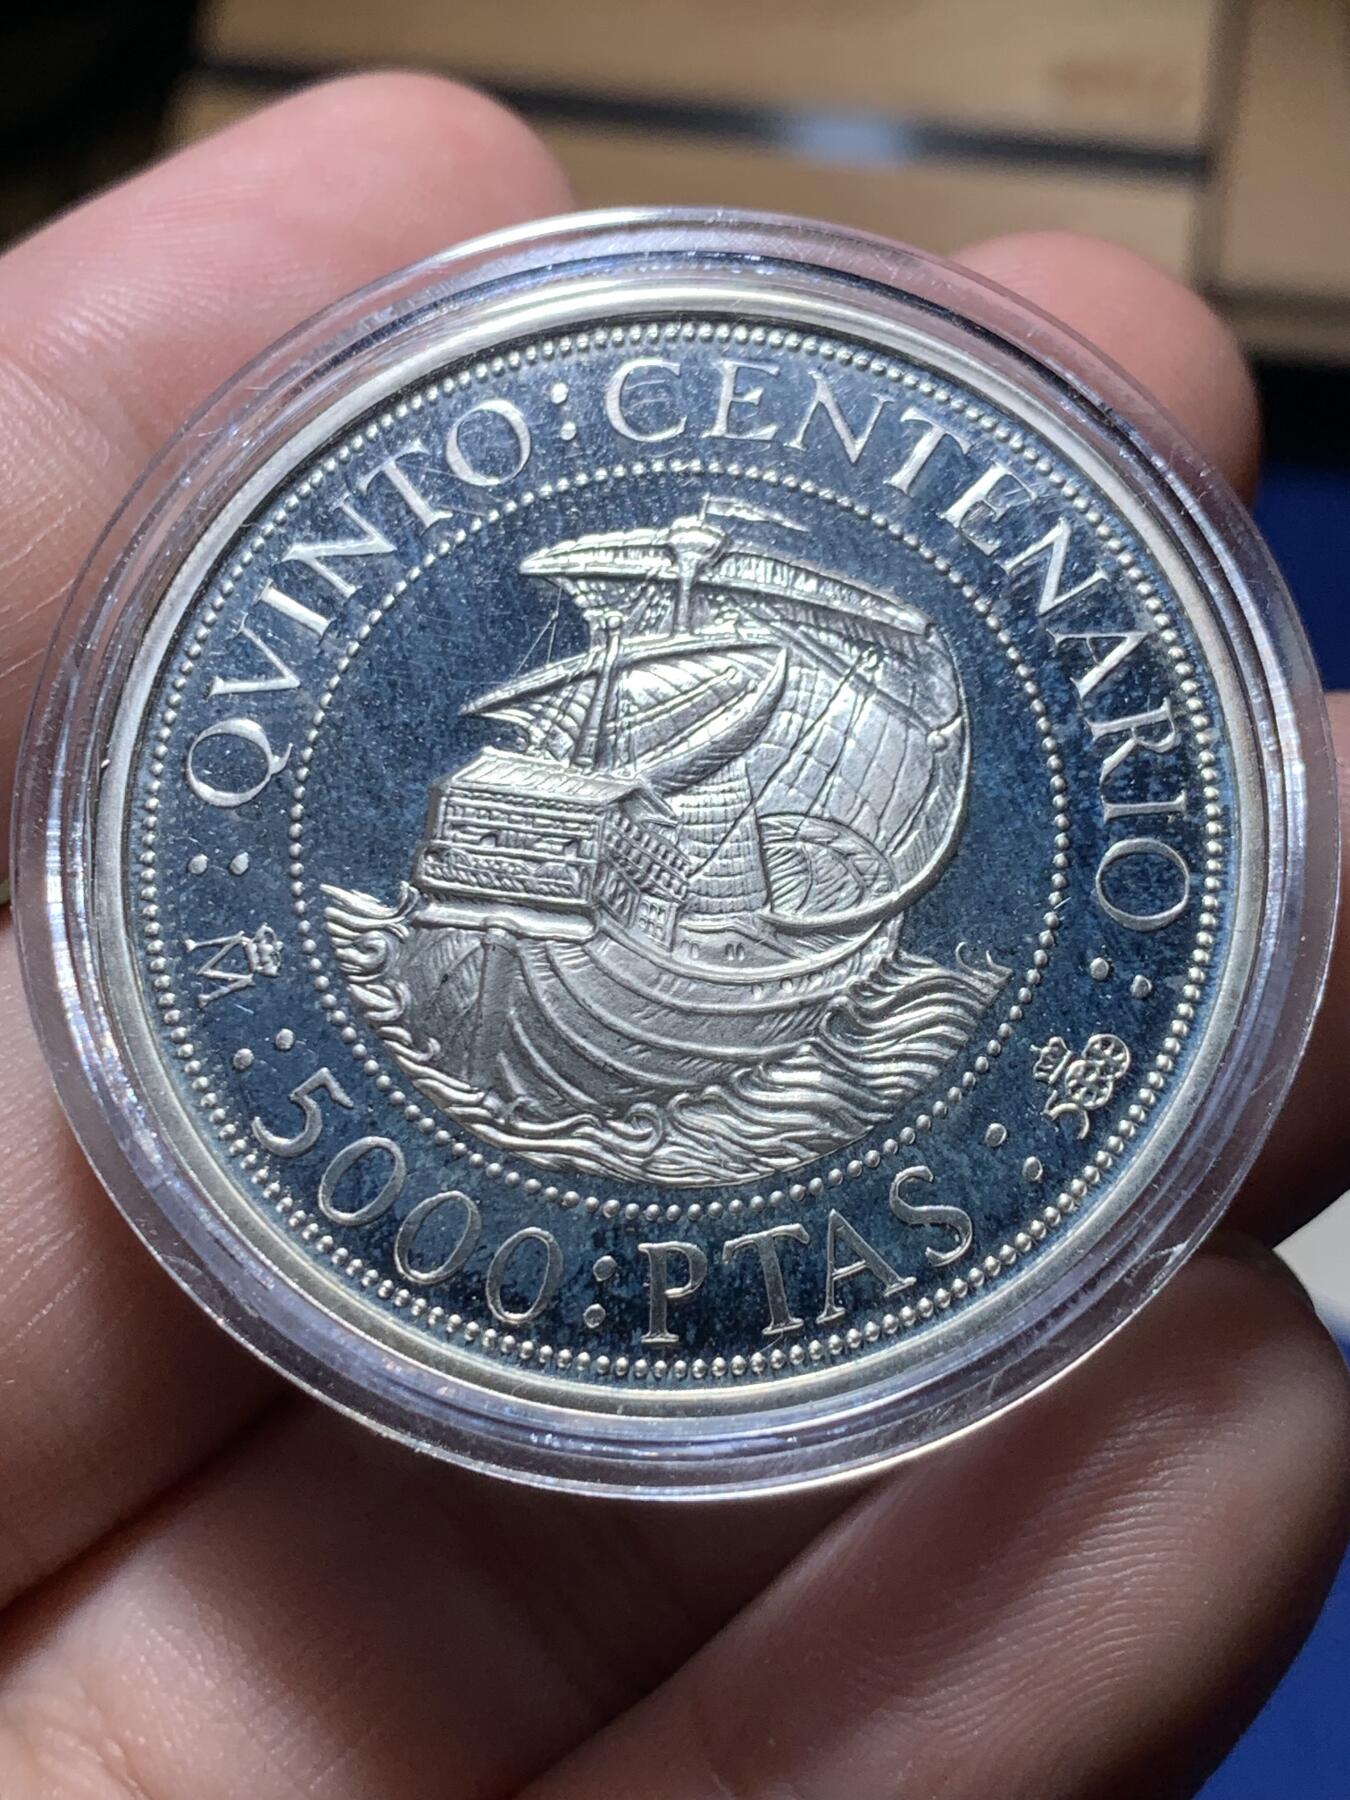 QVINTO : CENTENARIO :
M
: 5000 : PTAS :